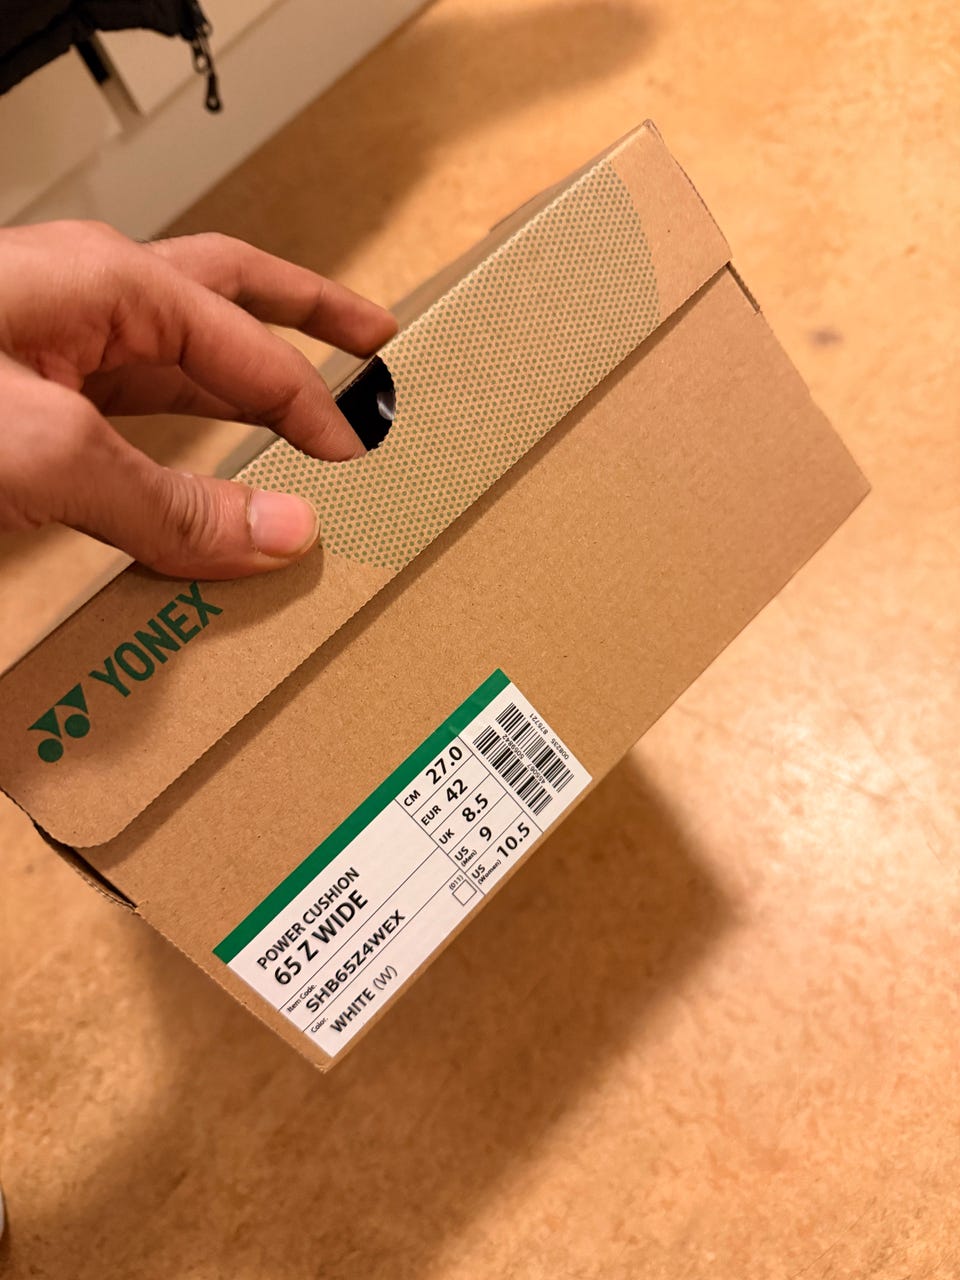 YONEX
POWER CUSHION
65 Z WIDE
Item Code.
SHB65Z4WEX
Color.
WHITE (W)
(011)
CM 27.0
EUR 42
UK 8.5
US (Men) 9
US (Women) 10.5